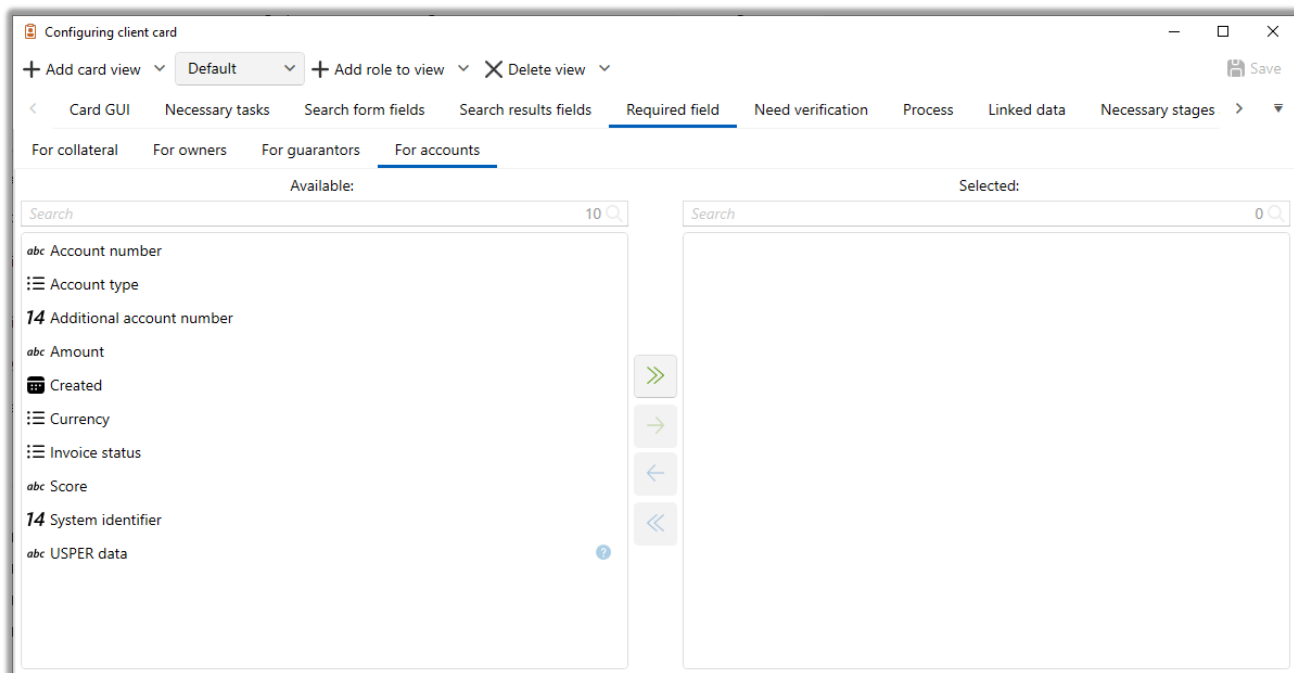 Configuring client card
Add card view Default Add role to view Delete view Save
Card GUI Necessary tasks Search form fields Search results fields Required field Need verification Process Linked data Necessary stages
For collateral For owners For guarantors For accounts
Available: Selected:
Search 10 Search 0
abc Account number
Account type
14 Additional account number
abc Amount
Created
Currency
Invoice status
abc Score
14 System identifier
abc USPER data ?